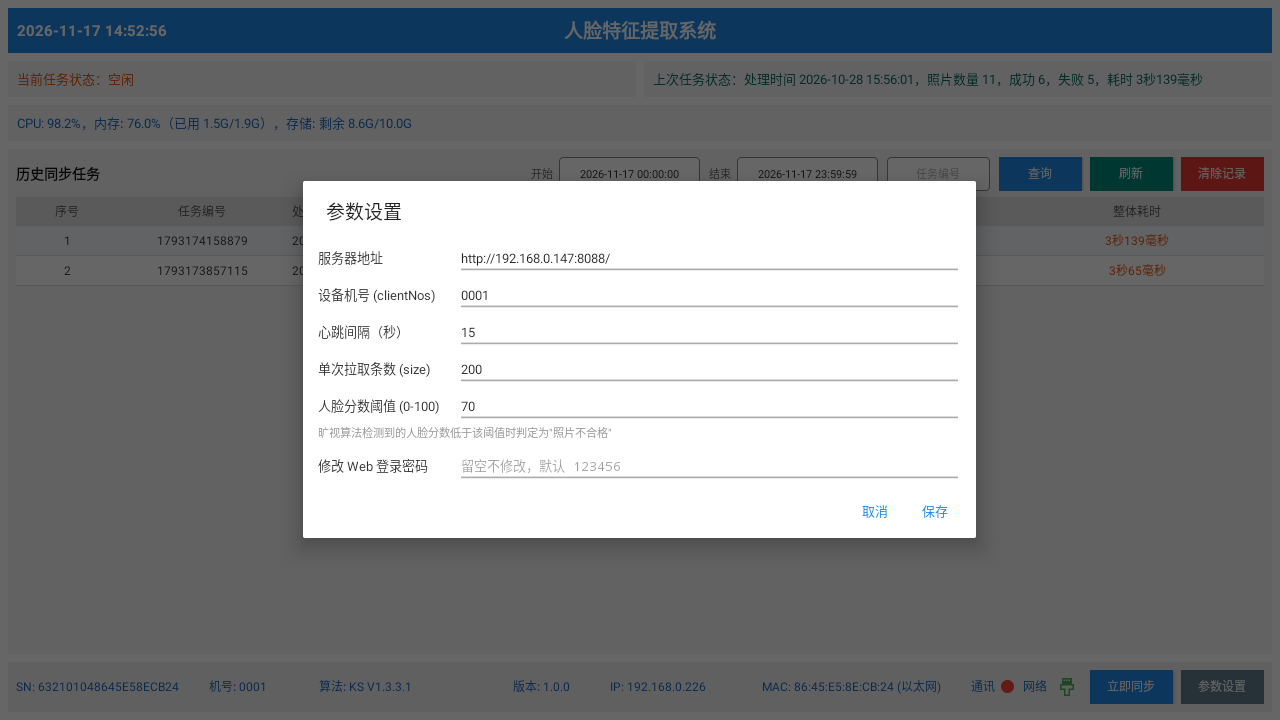 2026-11-17 14:52:56 人脸特征提取系统
当前任务状态：空闲 上次任务状态：处理时间 2026-10-28 15:56:01，照片数量 11，成功 6，失败 5，耗时 3秒139毫秒
CPU: 98.2%，内存: 76.0%（已用 1.5G/1.9G），存储: 剩余 8.6G/10.0G
历史同步任务 开始 2026-11-17 00:00:00 结束 2026-11-17 23:59:59 任务编号 查询 刷新 清除记录
序号 任务编号 处 整体耗时
1 1793174158879 20 3秒139毫秒
2 1793173857115 20 3秒65毫秒
参数设置
服务器地址 http://192.168.0.147:8088/
设备机号 (clientNos) 0001
心跳间隔（秒） 15
单次拉取条数 (size) 200
人脸分数阈值 (0-100) 70
旷视算法检测到的人脸分数低于该阈值时判定为"照片不合格"
修改 Web 登录密码 留空不修改，默认 123456
取消 保存
SN: 632101048645E58ECB24 机号: 0001 算法: KS V1.3.3.1 版本: 1.0.0 IP: 192.168.0.226 MAC: 86:45:E5:8E:CB:24 (以太网) 通讯 网络 立即同步 参数设置